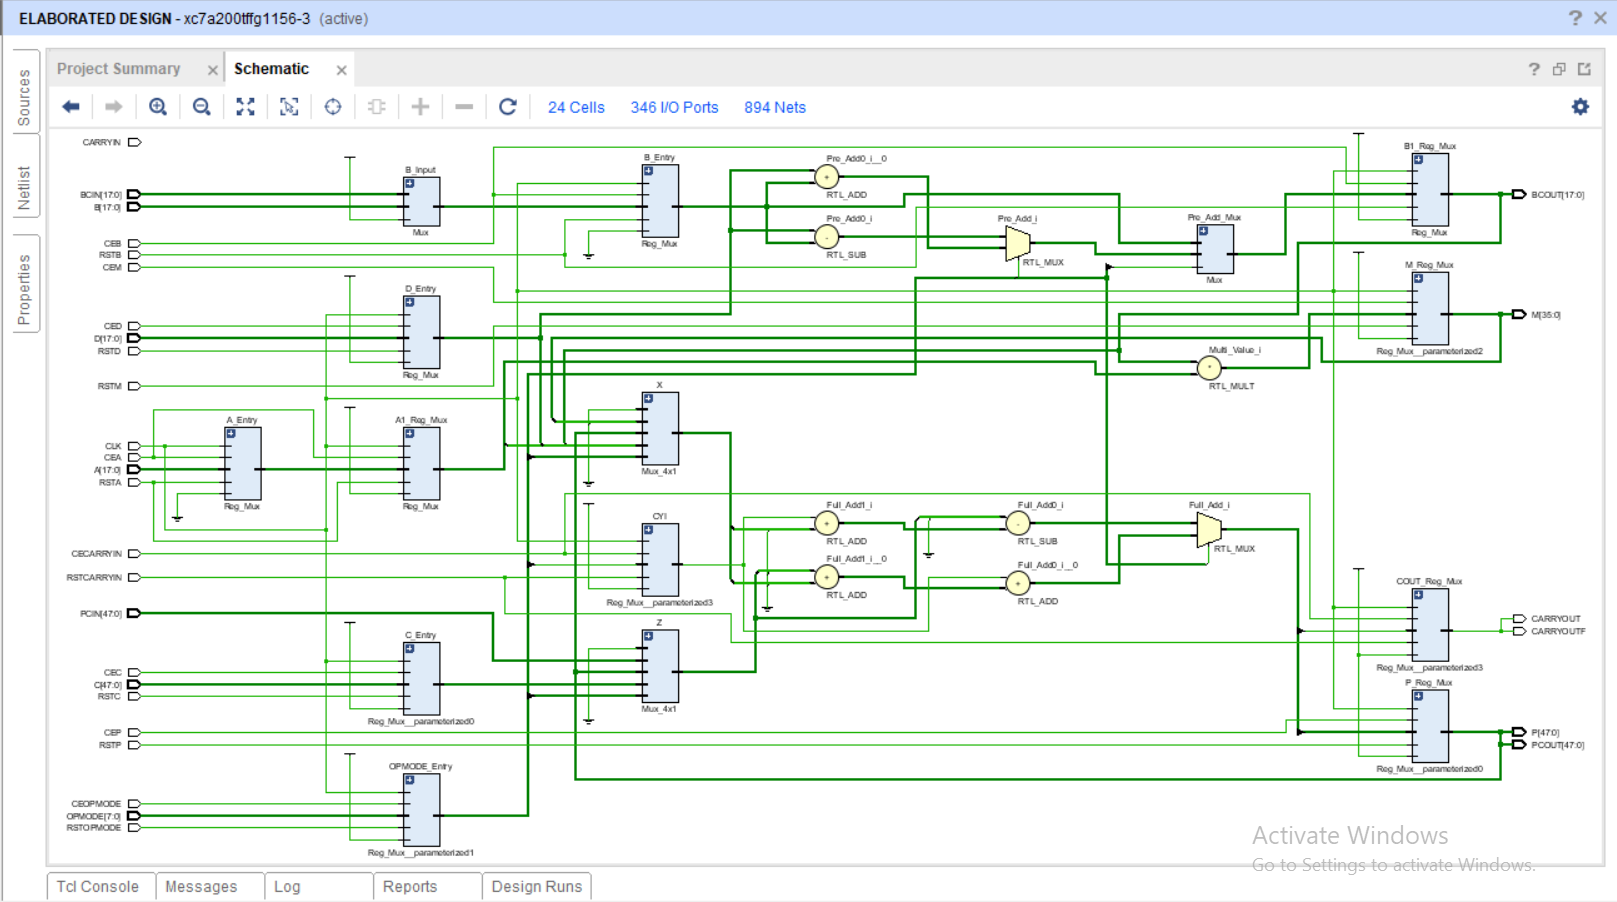 ELABORATED DESIGN - xc7a200tffg1156-3 (active)
Sources
Netlist
Properties
Project Summary
Schematic
24 Cells 346 I/O Ports 894 Nets
CARRYIN
BCIN[17:0]
B[17:0]
CEB
RSTB
CEM
CED
D[17:0]
RSTD
RSTM
CLK
CEA
A[17:0]
RSTA
CECARRYIN
RSTCARRYIN
PCIN[47:0]
CEC
C[47:0]
RSTC
CEP
RSTP
CEOPMODE
OPMODE[7:0]
RSTOPMODE
A_Entry
Reg_Mux
B_Input
Mux
D_Entry
Reg_Mux
A1_Reg_Mux
Reg_Mux
C_Entry
Reg_Mux__parameterized0
OPMODE_Entry
Reg_Mux__parameterized1
B_Entry
Reg_Mux
X
Mux_4x1
CYI
Reg_Mux__parameterized3
Z
Mux_4x1
Pre_Add0_i__0
RTL_ADD
Pre_Add0_i
RTL_SUB
Full_Add1_i
RTL_ADD
Full_Add1_i__0
RTL_ADD
Pre_Add_i
RTL_MUX
Full_Add0_i
RTL_SUB
Full_Add0_i__0
RTL_ADD
Pre_Add_Mux
Mux
Multi_Value_i
RTL_MULT
Full_Add_i
RTL_MUX
B1_Reg_Mux
Reg_Mux
M_Reg_Mux
Reg_Mux__parameterized2
COUT_Reg_Mux
Reg_Mux__parameterized3
P_Reg_Mux
Reg_Mux__parameterized0
BCOUT[17:0]
M[35:0]
CARRYOUT
CARRYOUTF
P[47:0]
PCOUT[47:0]
Activate Windows
Go to Settings to activate Windows.
Tcl Console
Messages
Log
Reports
Design Runs